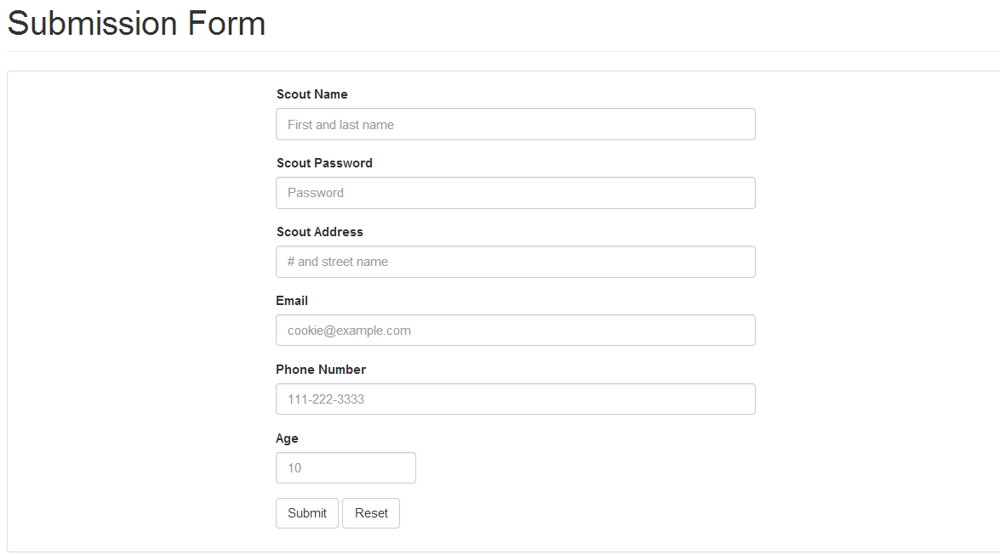 Submission Form
Scout Name
First and last name
Scout Password
Password
Scout Address
# and street name
Email
cookie@example.com
Phone Number
111-222-3333
Age
10
Submit Reset